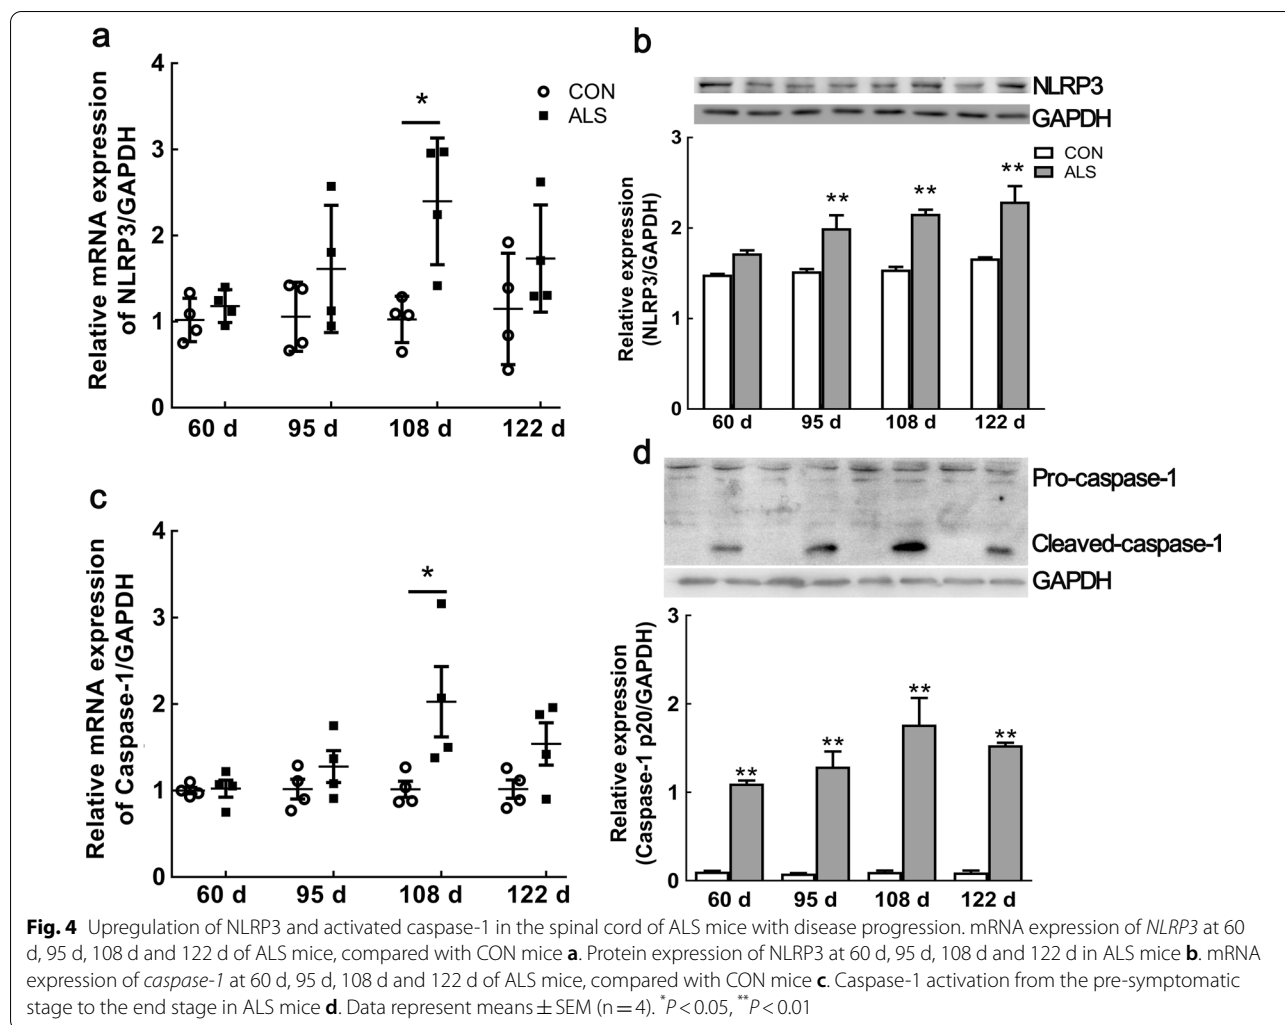 a
Relative mRNA expression
of NLRP3/GAPDH
4
3
2
1
0
CON
ALS
*
60 d 95 d 108 d 122 d
b
NLRP3
GAPDH
Relative expression
(NLRP3/GAPDH)
3
2
1
0
CON
ALS
** ** **
60 d 95 d 108 d 122 d
c
Relative mRNA expression
of Caspase-1/GAPDH
4
3
2
1
0
*
60 d 95 d 108 d 122 d
d
Pro-caspase-1
Cleaved-caspase-1
GAPDH
Relative expression
(Caspase-1 p20/GAPDH)
3
2
1
0
** ** ** **
60 d 95 d 108 d 122 d
Fig. 4 Upregulation of NLRP3 and activated caspase-1 in the spinal cord of ALS mice with disease progression. mRNA expression of NLRP3 at 60
d, 95 d, 108 d and 122 d of ALS mice, compared with CON mice a. Protein expression of NLRP3 at 60 d, 95 d, 108 d and 122 d in ALS mice b. mRNA
expression of caspase-1 at 60 d, 95 d, 108 d and 122 d of ALS mice, compared with CON mice c. Caspase-1 activation from the pre-symptomatic
stage to the end stage in ALS mice d. Data represent means ± SEM (n = 4). *P < 0.05, **P < 0.01